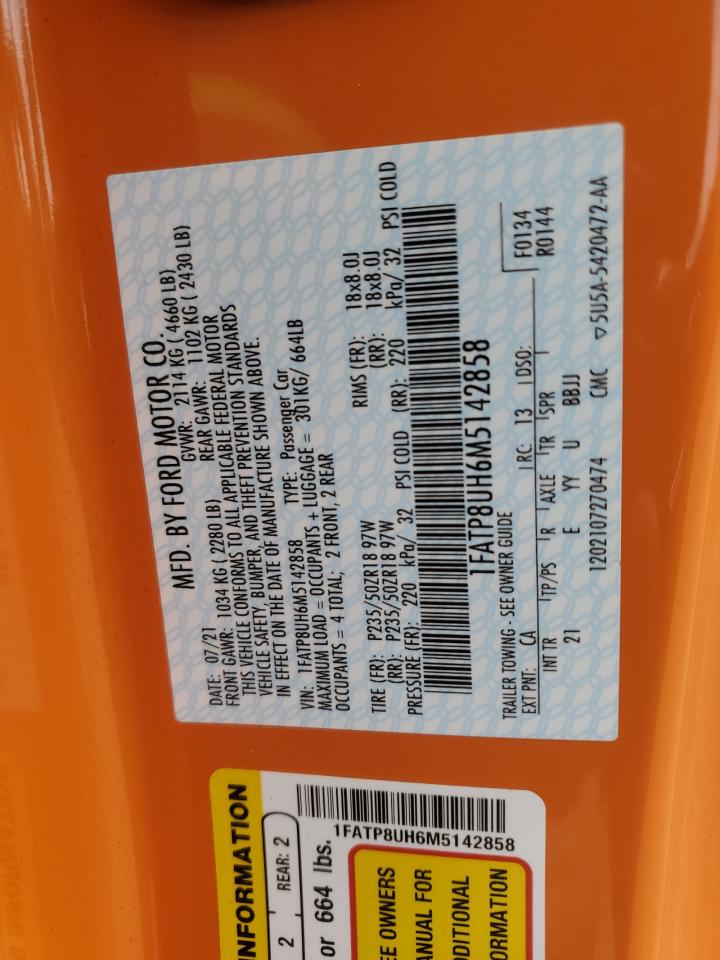 MFD. BY FORD MOTOR CO.
DATE: 07/21 GVWR: 2114 KG ( 4660 LB)
FRONT GAWR: 1034 KG ( 2280 LB) REAR GAWR: 1102 KG ( 2430 LB)
THIS VEHICLE CONFORMS TO ALL APPLICABLE FEDERAL MOTOR
VEHICLE SAFETY, BUMPER, AND THEFT PREVENTION STANDARDS
IN EFFECT ON THE DATE OF MANUFACTURE SHOWN ABOVE.
VIN: 1FATP8UH6M5142858 TYPE: Passenger Car
MAXIMUM LOAD = OCCUPANTS + LUGGAGE = 301KG/ 664LB
OCCUPANTS = 4 TOTAL; 2 FRONT, 2 REAR
TIRE (FR): P235/50ZR18 97W RIMS (FR): 18x8.0J
(RR): P235/50ZR18 97W (RR): 18x8.0J
PRESSURE (FR): 220 kPa/ 32 PSI COLD (RR): 220 kPa/ 32 PSI COLD
1FATP8UH6M5142858
TRAILER TOWING - SEE OWNER GUIDE
F0134
EXT PNT: CA RC: 13 DSO: R0144
INT TR TP/PS R AXLE TR SPR
21 E YY U BBJJ
1202107270474 CMC ▽5U5A-5420472-AA
INFORMATION
2 REAR: 2
or 664 lbs.
1FATP8UH6M5142858
EE OWNERS
ANUAL FOR
DDITIONAL
ORMATION